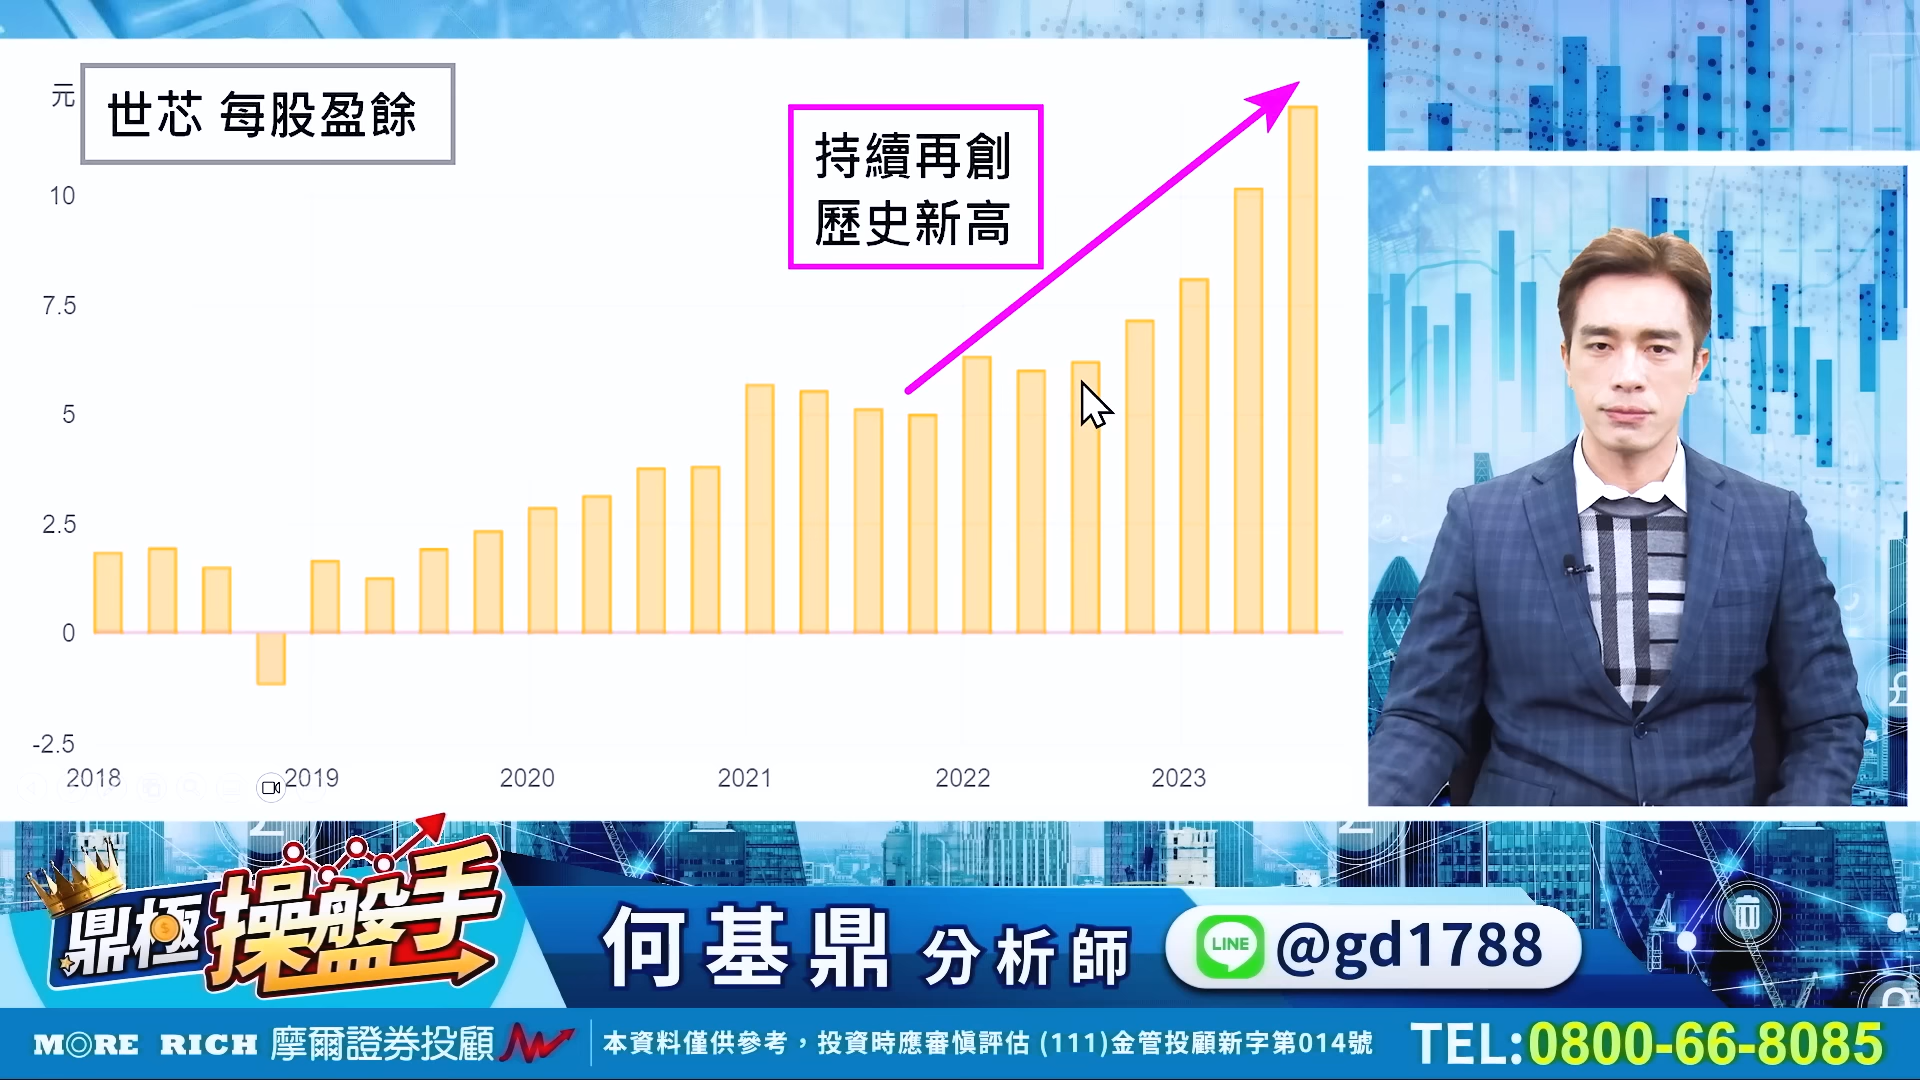 元
世芯 每股盈餘
持續再創
歷史新高
10
7.5
5
2.5
0
-2.5
2018 2019 2020 2021 2022 2023
鼎極操盤手
何基鼎 分析師
LINE @gd1788
MORE RICH 摩爾證券投顧
本資料僅供參考,投資時應審慎評估 (111)金管投顧新字第014號
TEL:0800-66-8085